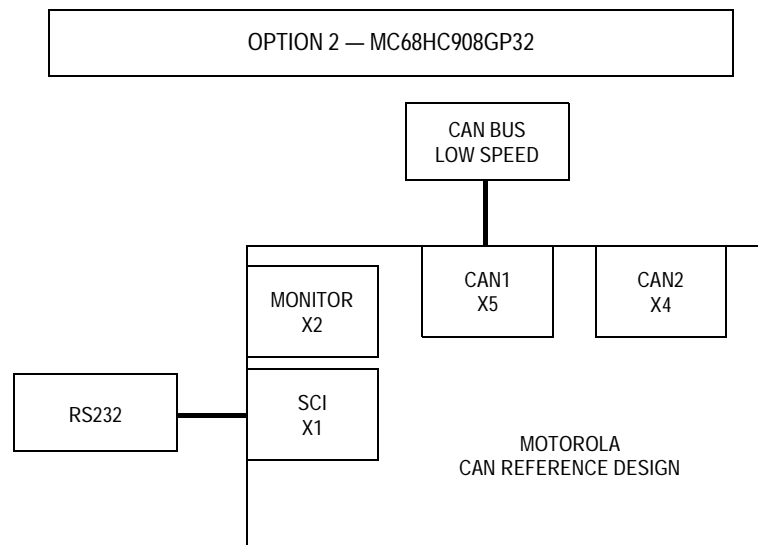 OPTION 2 — MC68HC908GP32
CAN BUS
LOW SPEED
CAN1
X5
CAN2
X4
MONITOR
X2
SCI
X1
RS232
MOTOROLA
CAN REFERENCE DESIGN